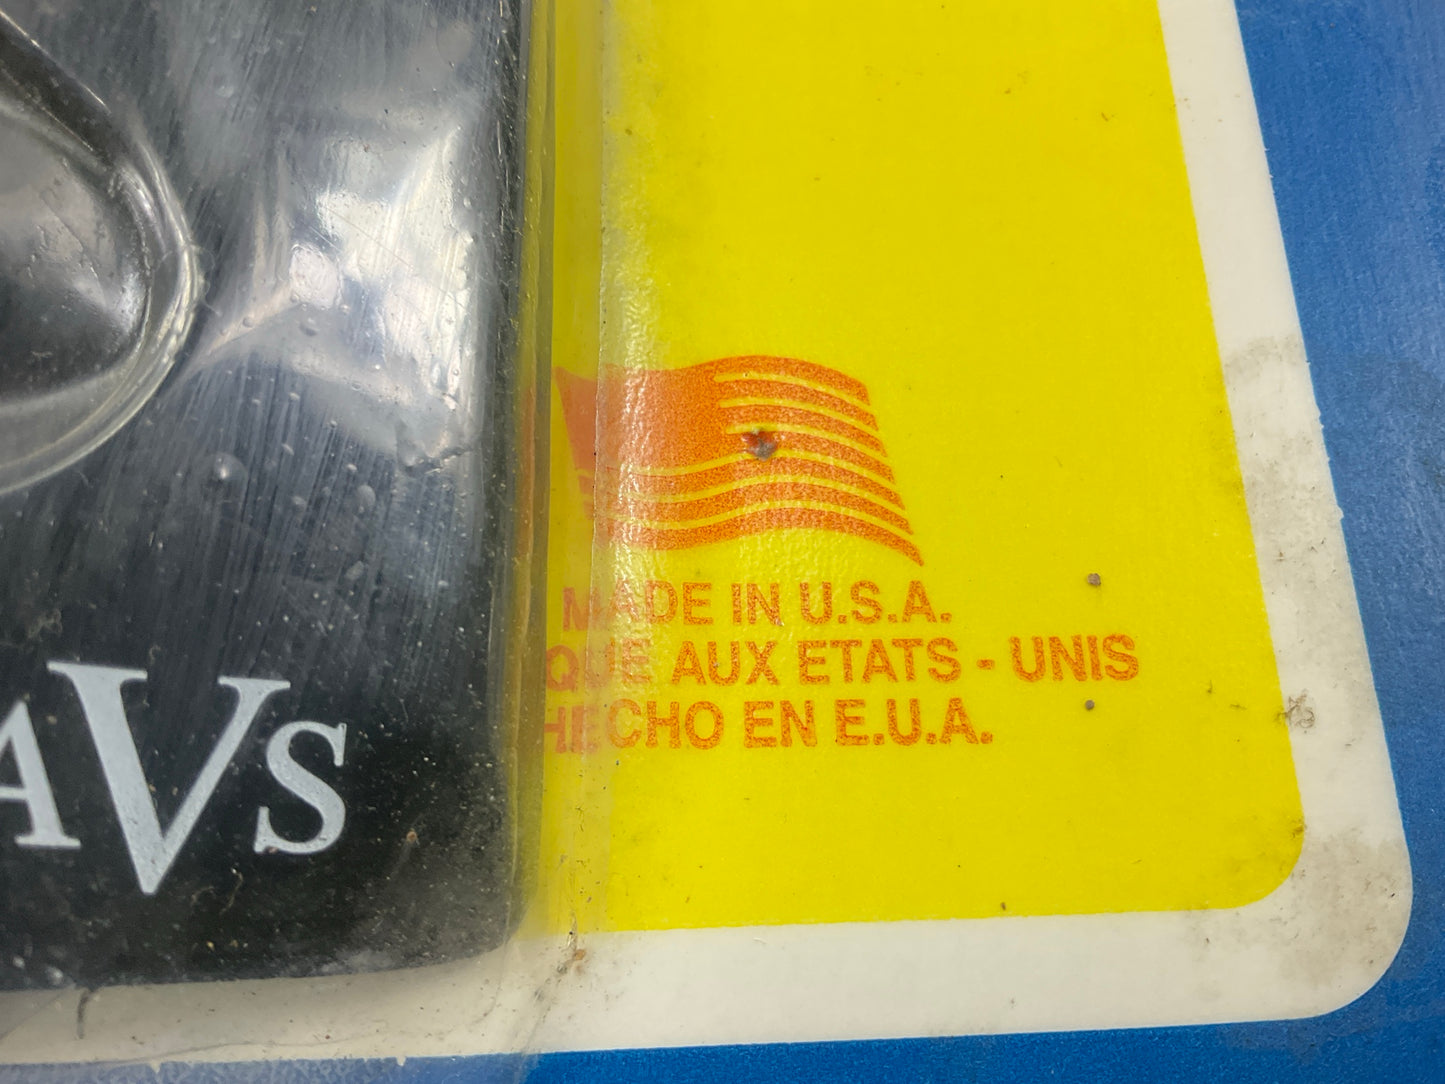 MADE IN U.S.A.
QUE AUX ETATS - UNIS
HECHO EN E.U.A.
AVS